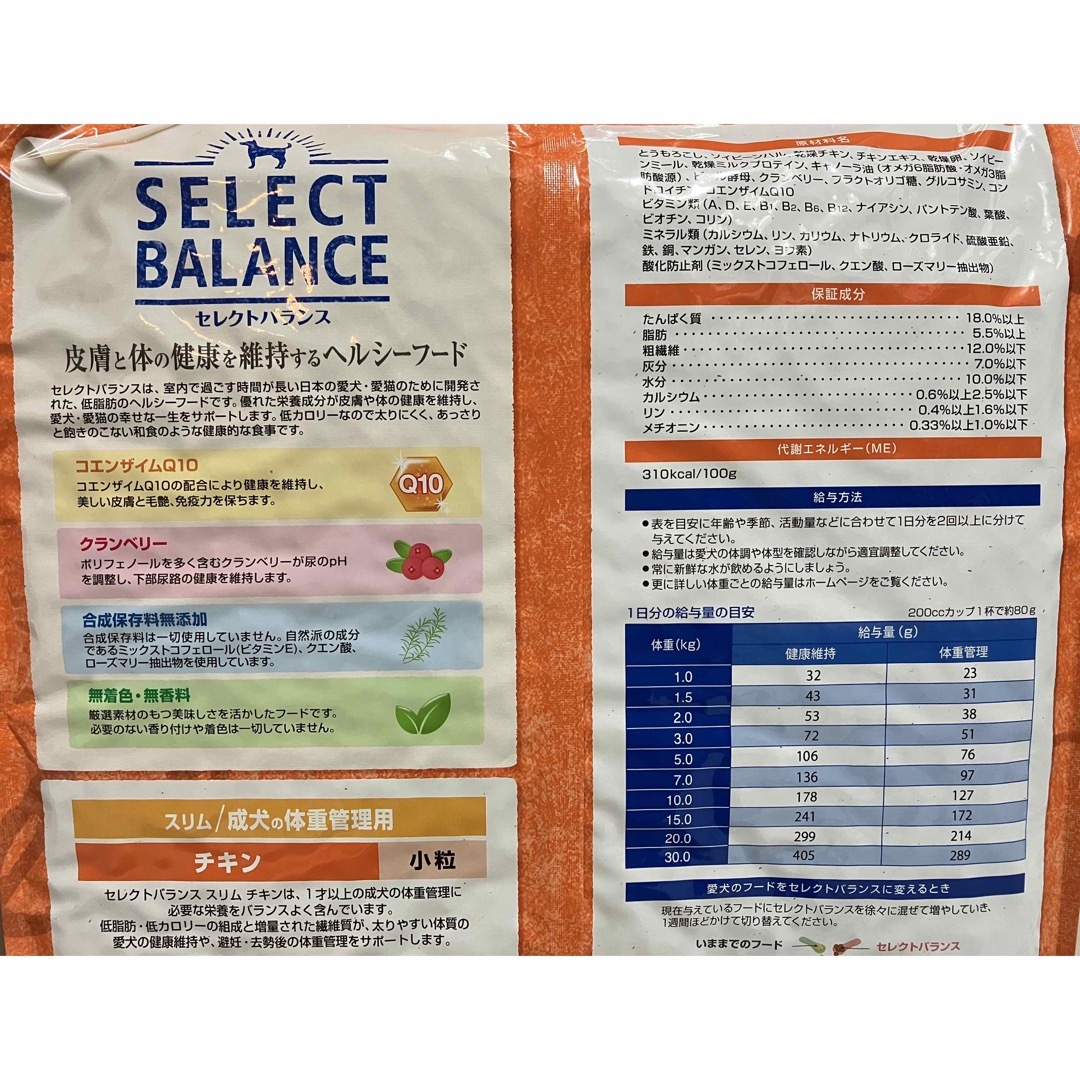 SELECT
BALANCE
セレクトバランス
皮膚と体の健康を維持するヘルシーフード
セレクトバランスは、室内で過ごす時間が長い日本の愛犬・愛猫のために開発さ
れた、低脂肪のヘルシーフードです。優れた栄養成分が皮膚や体の健康を維持し、
愛犬・愛猫の幸せな一生をサポートします。低カロリーなので太りにくく、あっさり
と飽きのこない和食のような健康的な食事です。
コエンザイムQ10
コエンザイムQ10の配合により健康を維持し、
美しい皮膚と毛艶、免疫力を保ちます。
Q10
クランベリー
ポリフェノールを多く含むクランベリーが尿のpH
を調整し、下部尿路の健康を維持します。
合成保存料無添加
合成保存料は一切使用していません。自然派の成分
であるミックストコフェロール(ビタミンE)、クエン酸、
ローズマリー抽出物を使用しています。
無着色・無香料
厳選素材のもつ美味しさを活かしたフードです。
必要のない香り付けや着色は一切していません。
スリム/成犬の体重管理用
チキン 小粒
セレクトバランス スリム チキンは、1才以上の成犬の体重管理に
必要な栄養をバランスよく含んでいます。
低脂肪・低カロリーの組成と増量された繊維質が、太りやすい体質の
愛犬の健康維持や、避妊・去勢後の体重管理をサポートします。
原材料名
とうもろこし、乾燥チキン、チキンエキス、乾燥卵、ソイビー
ンミール、乾燥ミルクプロテイン、キャノーラ油(オメガ6脂肪酸・オメガ3脂
肪酸源)、ビール酵母、クランベリー、フラクトオリゴ糖、グルコサミン、コン
ドロイチン、コエンザイムQ10
ビタミン類(A、D、E、B1、B2、B6、B12、ナイアシン、パントテン酸、葉酸、
ビオチン、コリン)
ミネラル類(カルシウム、リン、カリウム、ナトリウム、クロライド、硫酸亜鉛、
鉄、銅、マンガン、セレン、ヨウ素)
酸化防止剤(ミックストコフェロール、クエン酸、ローズマリー抽出物)
保証成分
たんぱく質 18.0%以上
脂肪 5.5%以上
粗繊維 12.0%以下
灰分 7.0%以下
水分 10.0%以下
カルシウム 0.6%以上2.5%以下
リン 0.4%以上1.6%以下
メチオニン 0.33%以上1.0%以下
代謝エネルギー(ME)
310kcal/100g
給与方法
●表を目安に年齢や季節、活動量などに合わせて1日分を2回以上に分けて
与えてください。
●給与量は愛犬の体調や体型を確認しながら適宜調整してください。
●常に新鮮な水が飲めるようにしましょう。
●更に詳しい体重ごとの給与量はホームページをご覧ください。
1日分の給与量の目安 200ccカップ1杯で約80g
体重(kg) 給与量(g)
健康維持 体重管理
1.0 32 23
1.5 43 31
2.0 53 38
3.0 72 51
5.0 106 76
7.0 136 97
10.0 178 127
15.0 241 172
20.0 299 214
30.0 405 289
愛犬のフードをセレクトバランスに変えるとき
現在与えているフードにセレクトバランスを徐々に混ぜて増やしていき、
1週間ほどかけて切り替えてください。
いままでのフード セレクトバランス